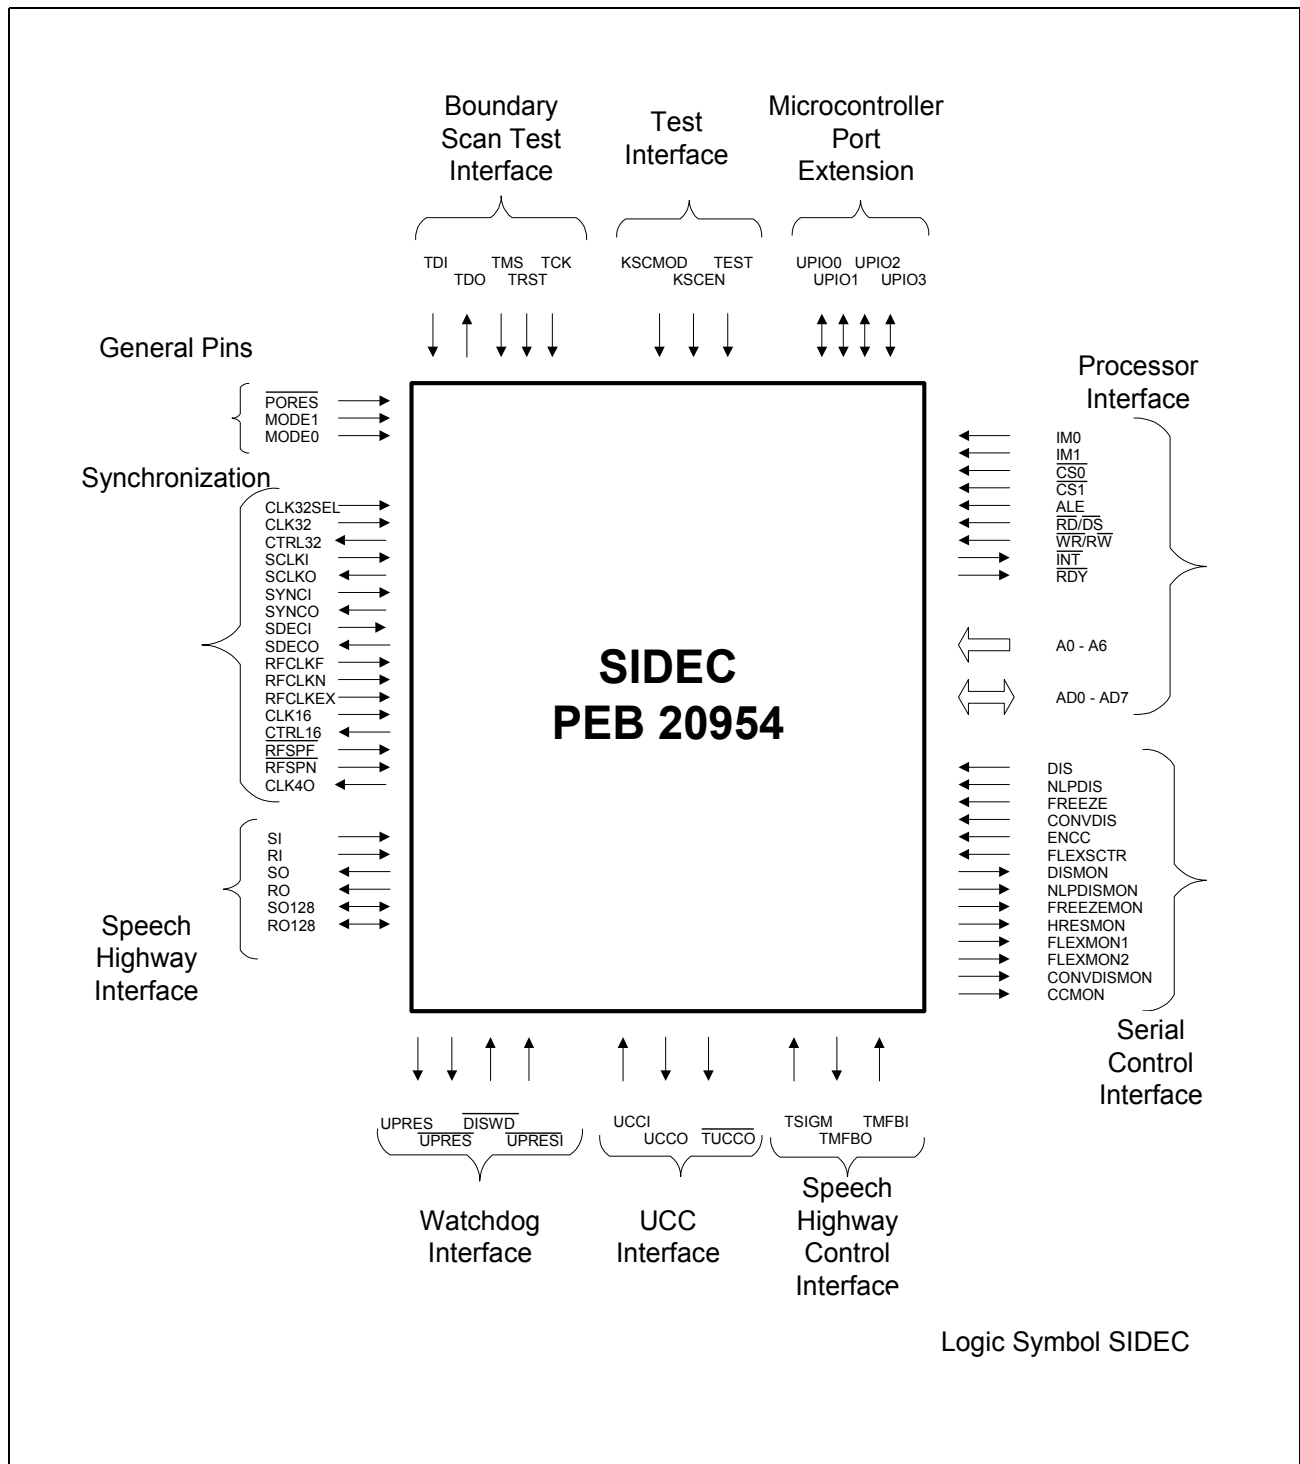 Boundary
Scan Test
Interface
Test
Interface
Microcontroller
Port
Extension
TDI
TDO
TMS
TRST
TCK
KSCMOD
KSCEN
TEST
UPIO0
UPIO1
UPIO2
UPIO3
General Pins
PORES
MODE1
MODE0
Synchronization
CLK32SEL
CLK32
CTRL32
SCLKI
SCLKO
SYNCI
SYNCO
SDECI
SDECO
RFCLKF
RFCLKN
RFCLKEX
CLK16
CTRL16
RFSPF
RFSPN
CLK4O
SI
RI
SO
RO
SO128
RO128
Speech
Highway
Interface
SIDEC
PEB 20954
Processor
Interface
IM0
IM1
CS0
CS1
ALE
RD/DS
WR/RW
INT
RDY
A0 - A6
AD0 - AD7
DIS
NLPDIS
FREEZE
CONVDIS
ENCC
FLEXSCTR
DISMON
NLPDISMON
FREEZEMON
HRESMON
FLEXMON1
FLEXMON2
CONVDISMON
CCMON
Serial
Control
Interface
UPRES
UPRES
DISWD
UPRESI
Watchdog
Interface
UCCI
UCCO
TUCCO
UCC
Interface
TSIGM
TMFBO
TMFBI
Speech
Highway
Control
Interface
Logic Symbol SIDEC